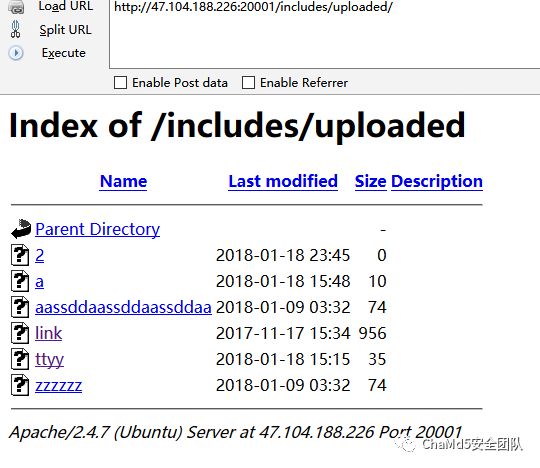 Load URL
http://47.104.188.226:20001/includes/uploaded/
Split URL
Execute
Enable Post data Enable Referrer
Index of /includes/uploaded
Name Last modified Size Description
Parent Directory -
2 2018-01-18 23:45 0
a 2018-01-18 15:48 10
aassddaassddaassddaa 2018-01-09 03:32 74
link 2017-11-17 15:34 956
ttyy 2018-01-18 15:15 35
zzzzzz 2018-01-09 03:32 74
Apache/2.4.7 (Ubuntu) Server at 47.104.188.226 Port 20001
ChaMd5安全团队